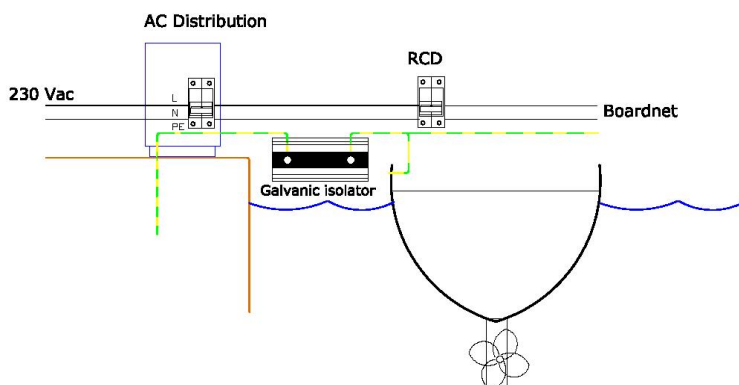 AC Distribution
RCD
230 Vac
L
N
PE
Boardnet
Galvanic isolator